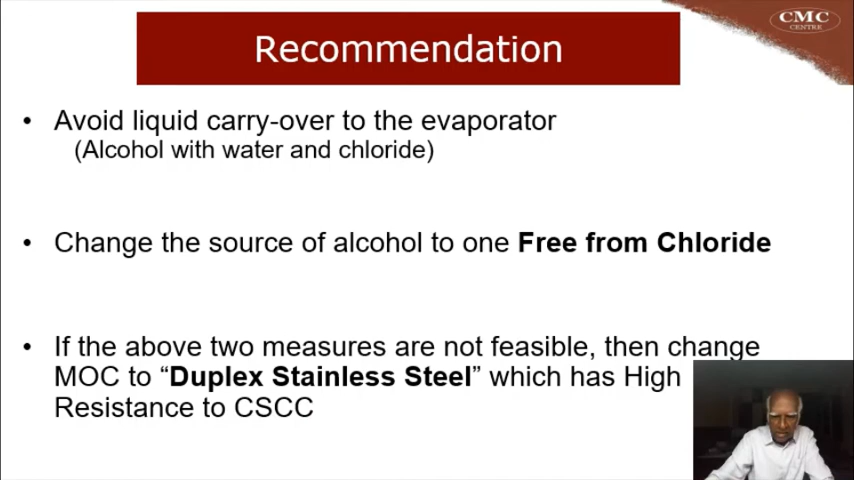 CMC
CENTRE
Recommendation
• Avoid liquid carry-over to the evaporator
(Alcohol with water and chloride)
• Change the source of alcohol to one Free from Chloride
• If the above two measures are not feasible, then change
MOC to “Duplex Stainless Steel” which has High
Resistance to CSCC